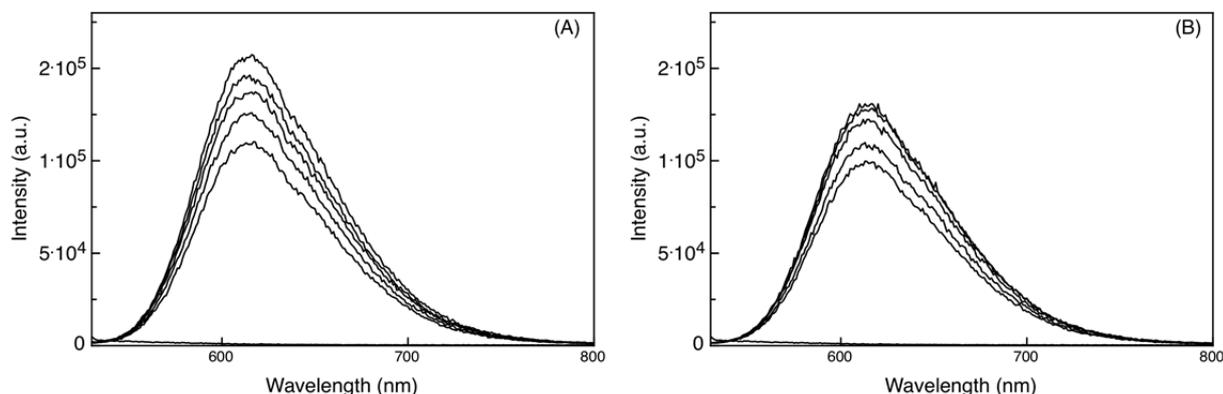 (A)
2·10⁵
1·10⁵
5·10⁴
0
600
700
800
Intensity (a.u.)
Wavelength (nm)
(B)
2·10⁵
1·10⁵
5·10⁴
0
600
700
800
Intensity (a.u.)
Wavelength (nm)